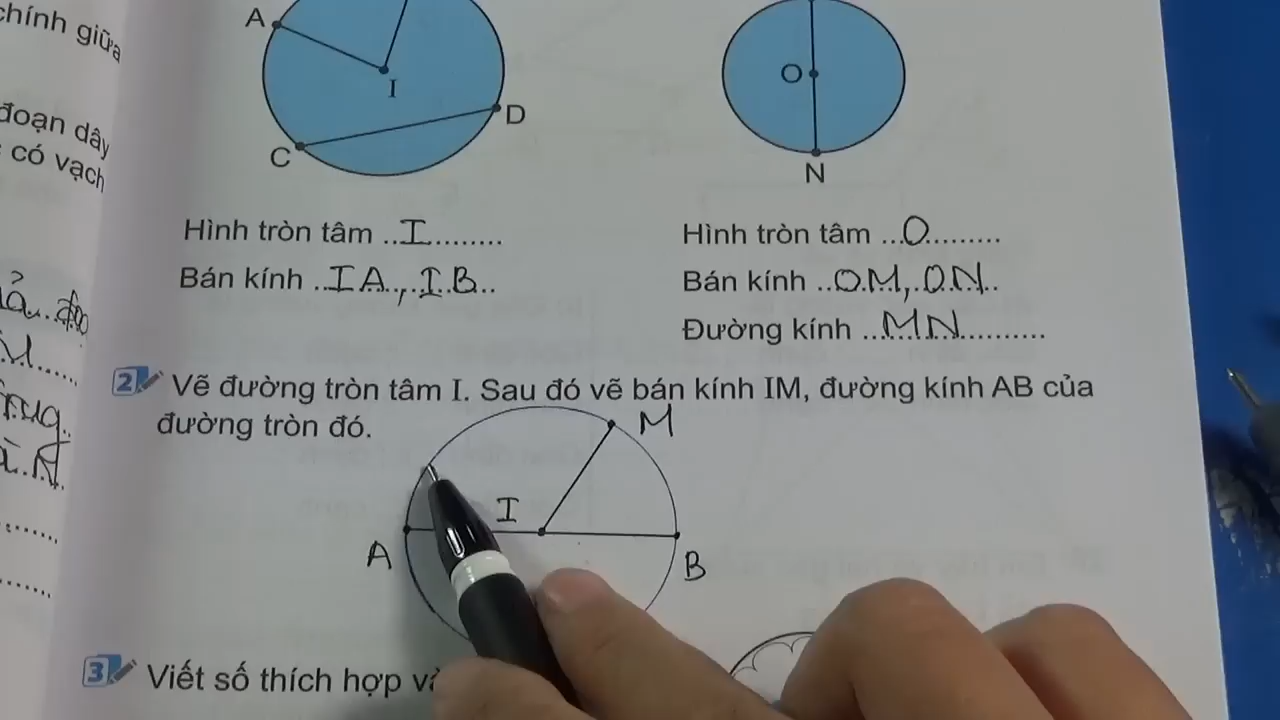 chính giữa
đoạn dây
có vạch
A
I
D
C
O
N
Hình tròn tâm ..I.........
Bán kính ..IA,.IB..
Hình tròn tâm ...O.........
Bán kính ..OM, ON..
Đường kính ...MN...........
2 Vẽ đường tròn tâm I. Sau đó vẽ bán kính IM, đường kính AB của
đường tròn đó.
M
I
A
B
3 Viết số thích hợp